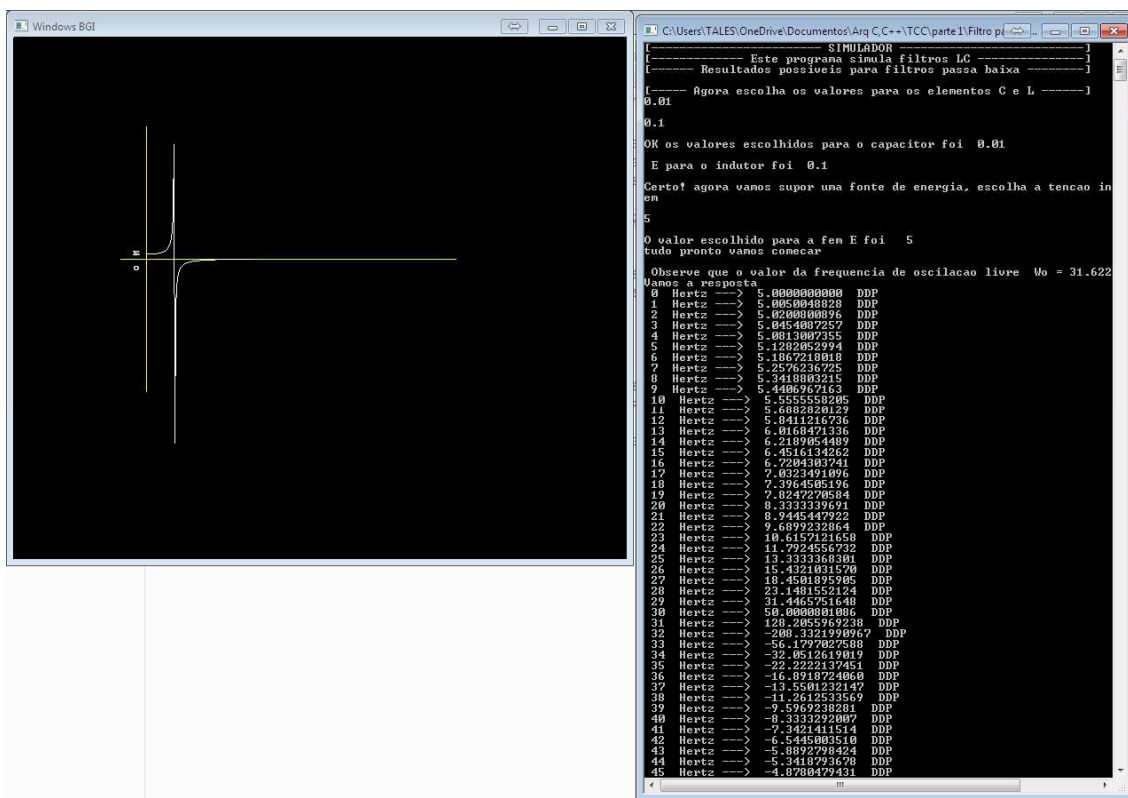 Windows BGI
M
O
C:\Users\TALES\OneDrive\Documentos\Arq C,C++\TCC\parte 1\Filtro pa
[------------------------- SIMULADOR --------------------------]
[------------- Este programa simula filtros LC -------------]
[------ Resultados possiveis para filtros passa baixa ---------]
[----- Agora escolha os valores para os elementos C e L ------]
0.01
0.1
OK os valores escolhidos para o capacitor foi 0.01
E para o indutor foi 0.1
Certo! agora vamos supor uma fonte de energia, escolha a tencao in
em
5
O valor escolhido para a fem E foi 5
tudo pronto vamos comecar
Observe que o valor da frequencia de oscilacao livre Wo = 31.622
Vamos a resposta
0 Hertz ---> 5.0000000000 DDP
1 Hertz ---> 5.0050048828 DDP
2 Hertz ---> 5.0200800896 DDP
3 Hertz ---> 5.0454087257 DDP
4 Hertz ---> 5.0813007355 DDP
5 Hertz ---> 5.1282052994 DDP
6 Hertz ---> 5.1867218018 DDP
7 Hertz ---> 5.2576236725 DDP
8 Hertz ---> 5.3418803215 DDP
9 Hertz ---> 5.4406967163 DDP
10 Hertz ---> 5.5555558205 DDP
11 Hertz ---> 5.6882820129 DDP
12 Hertz ---> 5.8411216736 DDP
13 Hertz ---> 6.0168471336 DDP
14 Hertz ---> 6.2189054489 DDP
15 Hertz ---> 6.4516134262 DDP
16 Hertz ---> 6.7204303741 DDP
17 Hertz ---> 7.0323491096 DDP
18 Hertz ---> 7.3964505196 DDP
19 Hertz ---> 7.8247270584 DDP
20 Hertz ---> 8.3333339691 DDP
21 Hertz ---> 8.9445447922 DDP
22 Hertz ---> 9.6899232864 DDP
23 Hertz ---> 10.6157121658 DDP
24 Hertz ---> 11.7924556732 DDP
25 Hertz ---> 13.3333368301 DDP
26 Hertz ---> 15.4321031570 DDP
27 Hertz ---> 18.4501895905 DDP
28 Hertz ---> 23.1481552124 DDP
29 Hertz ---> 31.4465751648 DDP
30 Hertz ---> 50.0000801086 DDP
31 Hertz ---> 128.2055969238 DDP
32 Hertz ---> -208.3321990967 DDP
33 Hertz ---> -56.1797027588 DDP
34 Hertz ---> -32.0512619019 DDP
35 Hertz ---> -22.2222137451 DDP
36 Hertz ---> -16.8918724060 DDP
37 Hertz ---> -13.5501232147 DDP
38 Hertz ---> -11.2612533569 DDP
39 Hertz ---> -9.5969238281 DDP
40 Hertz ---> -8.3333292007 DDP
41 Hertz ---> -7.3421411514 DDP
42 Hertz ---> -6.5445003510 DDP
43 Hertz ---> -5.8892798424 DDP
44 Hertz ---> -5.3418793678 DDP
45 Hertz ---> -4.8780479431 DDP